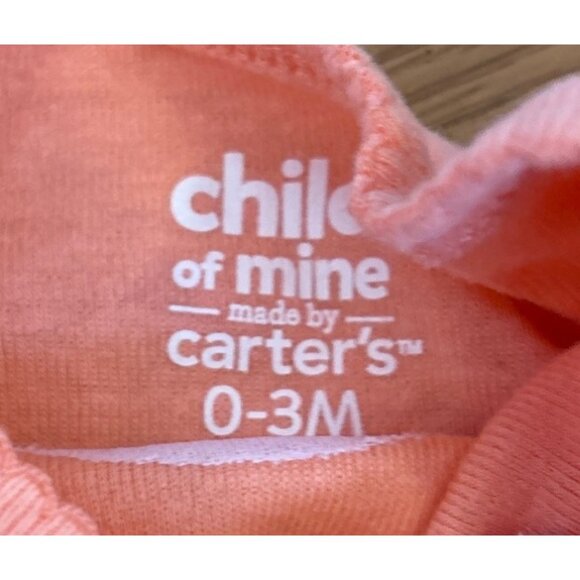 child
of mine
made by
carter's™
0-3M